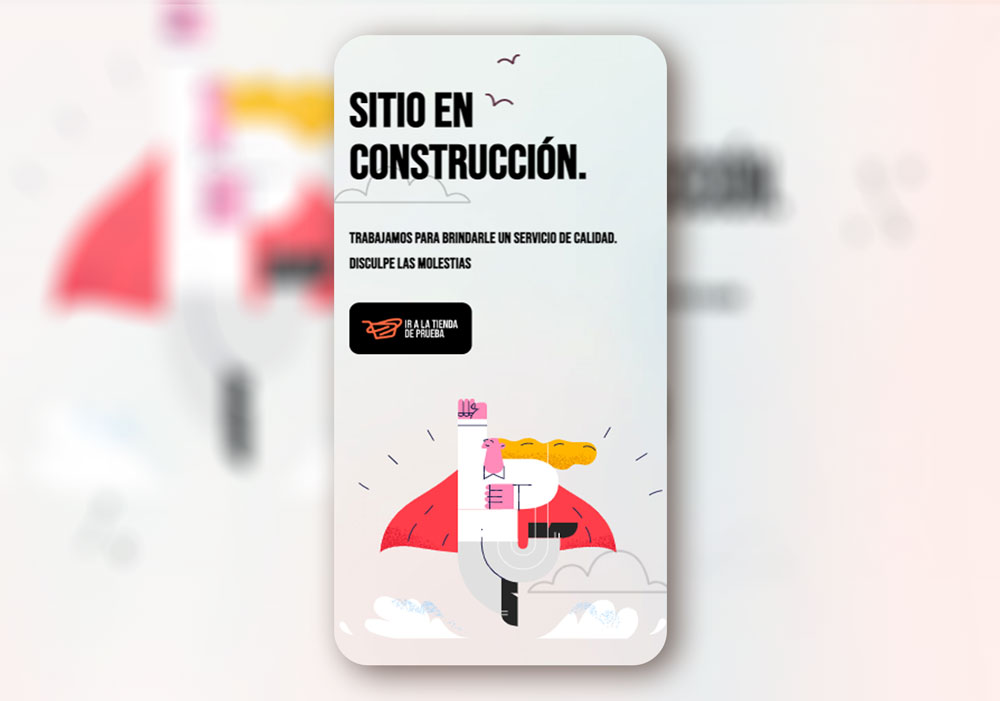 SITIO EN
CONSTRUCCIÓN.
TRABAJAMOS PARA BRINDARLE UN SERVICIO DE CALIDAD.
DISCULPE LAS MOLESTIAS
IR A LA TIENDA
DE PRUEBA